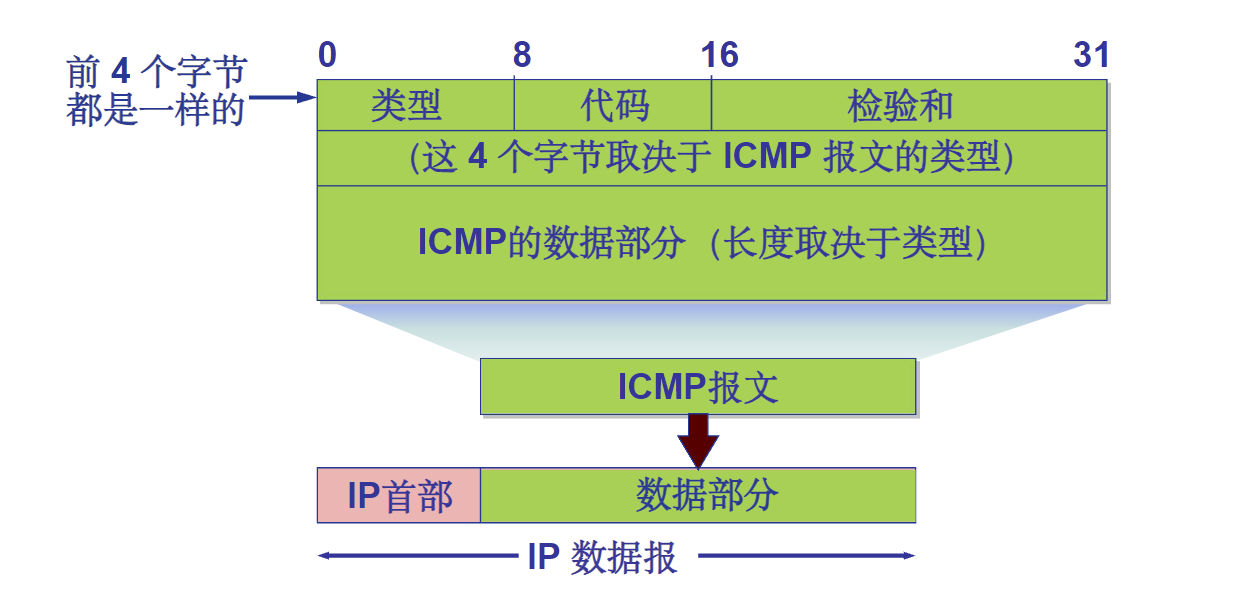 0 8 16 31
前 4 个字节
都是一样的
类型 代码 检验和
（这 4 个字节取决于 ICMP 报文的类型）
ICMP的数据部分（长度取决于类型）
ICMP报文
IP首部 数据部分
IP 数据报